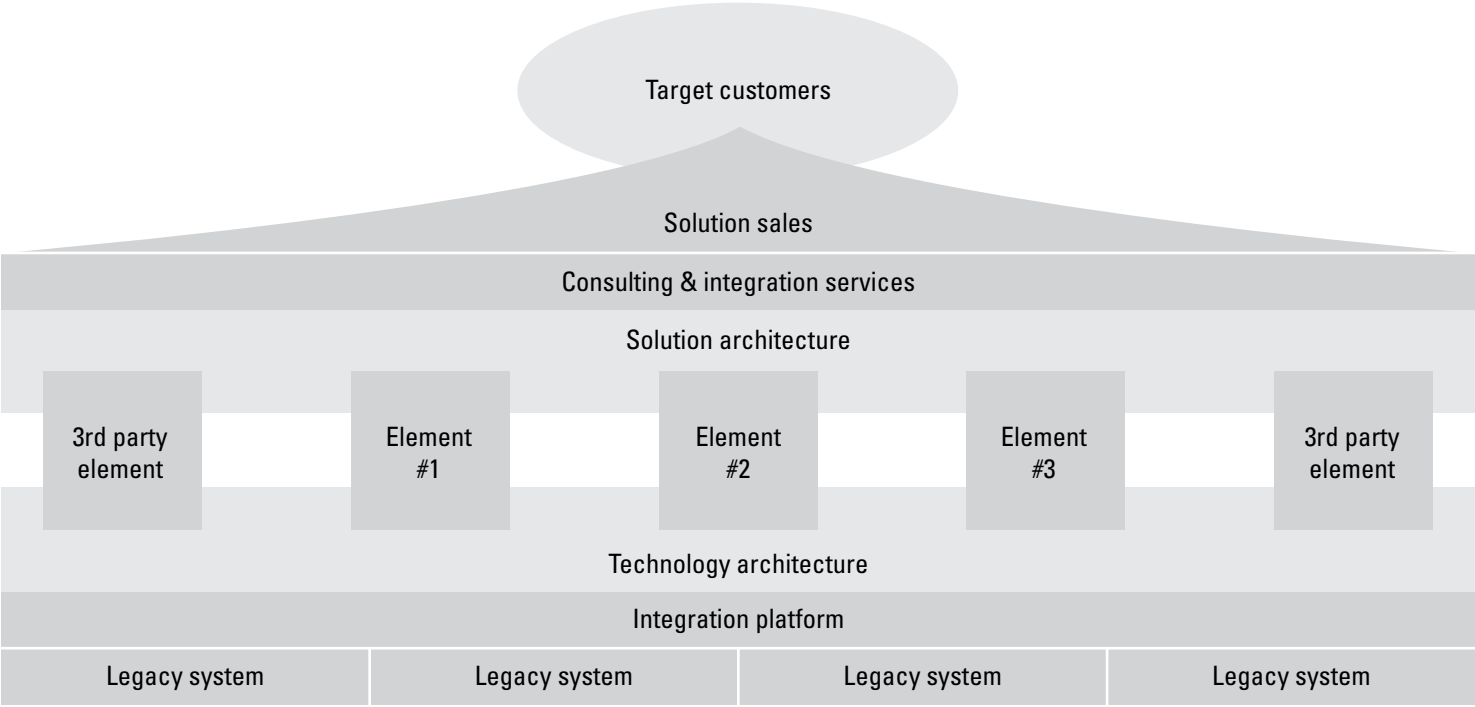 Target customers
Solution sales
Consulting & integration services
Solution architecture
3rd party
element
Element
#1
Element
#2
Element
#3
3rd party
element
Technology architecture
Integration platform
Legacy system
Legacy system
Legacy system
Legacy system